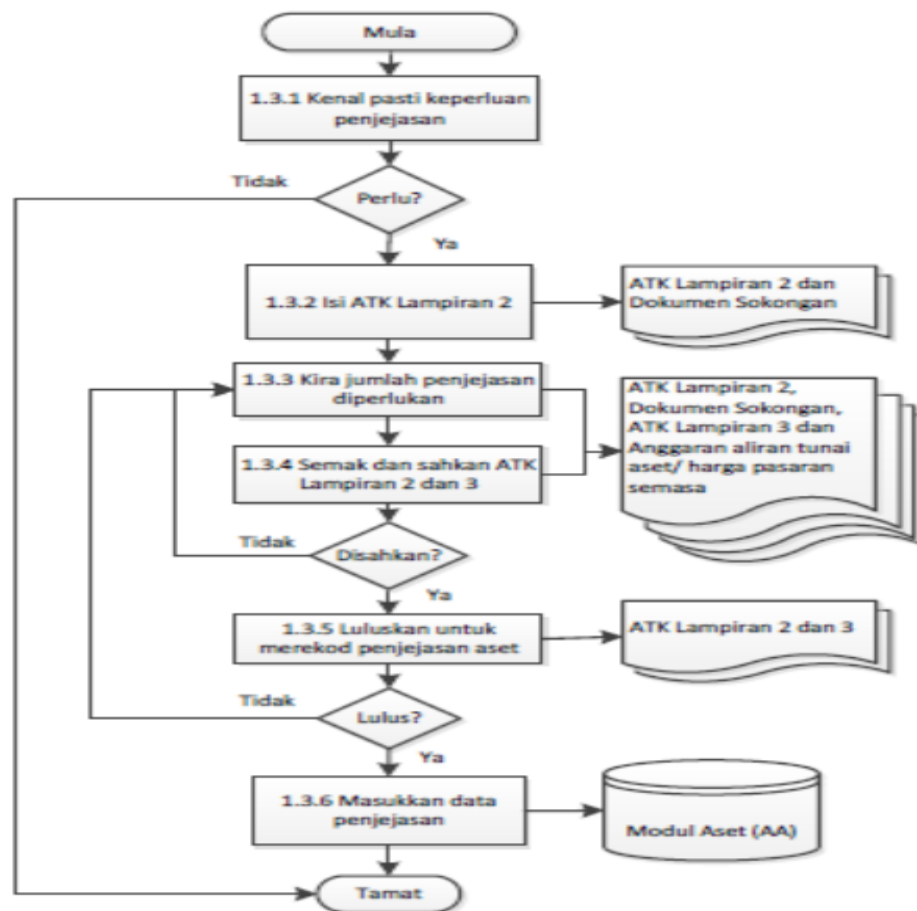 Mula
1.3.1 Kenal pasti keperluan
penjejasan
Tidak
Perlu?
Ya
1.3.2 Isi ATK Lampiran 2
ATK Lampiran 2 dan
Dokumen Sokongan
1.3.3 Kira jumlah penjejasan
diperlukan
ATK Lampiran 2,
Dokumen Sokongan,
ATK Lampiran 3 dan
Anggaran aliran tunai
aset/ harga pasaran
semasa
1.3.4 Semak dan sahkan ATK
Lampiran 2 dan 3
Tidak
Disahkan?
Ya
1.3.5 Luluskan untuk
merekod penjejasan aset
ATK Lampiran 2 dan 3
Tidak
Lulus?
Ya
1.3.6 Masukkan data
penjejasan
Modul Aset (AA)
Tamat